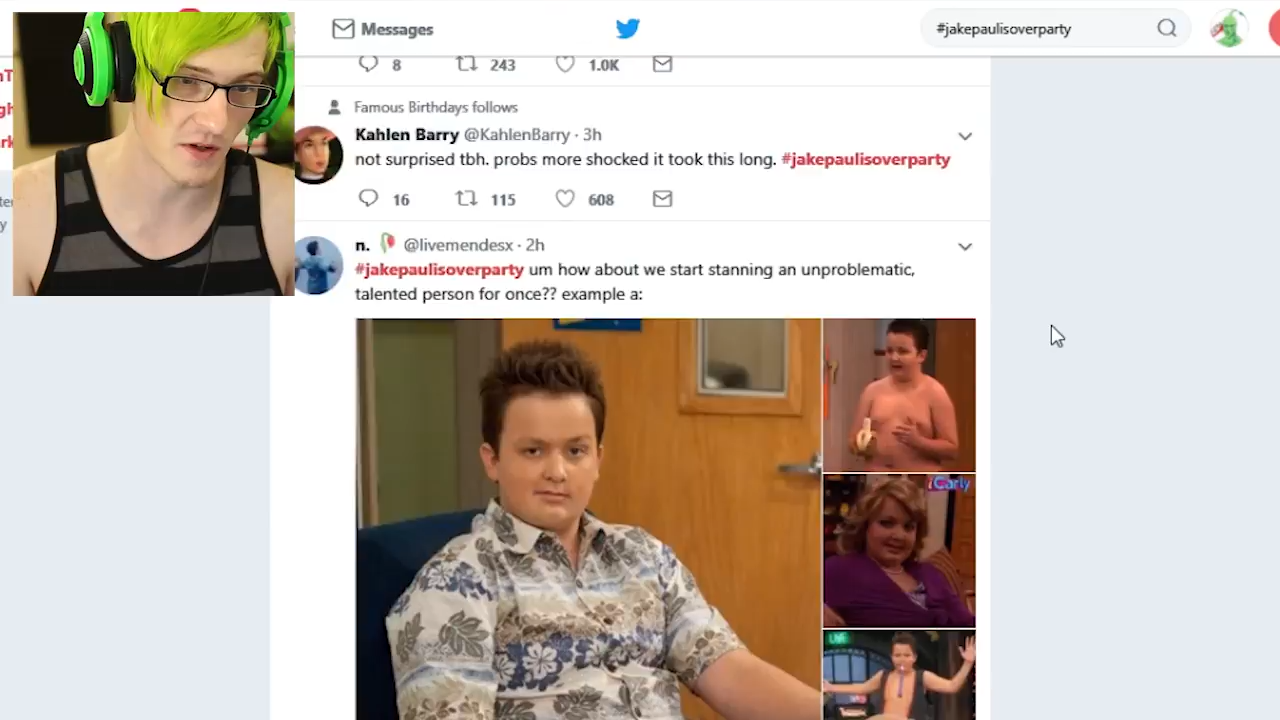 Messages
#jakepaulisoverparty
8 243 1.0K
Famous Birthdays follows
Kahlen Barry @KahlenBarry · 3h
not surprised tbh. probs more shocked it took this long. #jakepaulisoverparty
16 115 608
n. @livemendesx · 2h
#jakepaulisoverparty um how about we start stanning an unproblematic,
talented person for once?? example a:
iCarly
LIVE